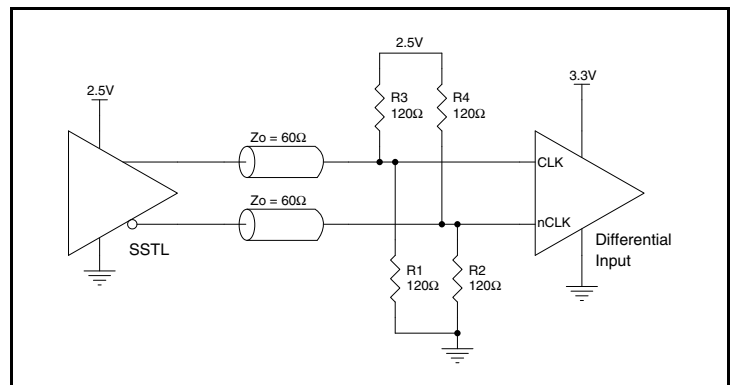 2.5V
3.3V
2.5V
R3
120Ω
R4
120Ω
Zo = 60Ω
CLK
Zo = 60Ω
nCLK
SSTL
Differential
Input
R1
120Ω
R2
120Ω